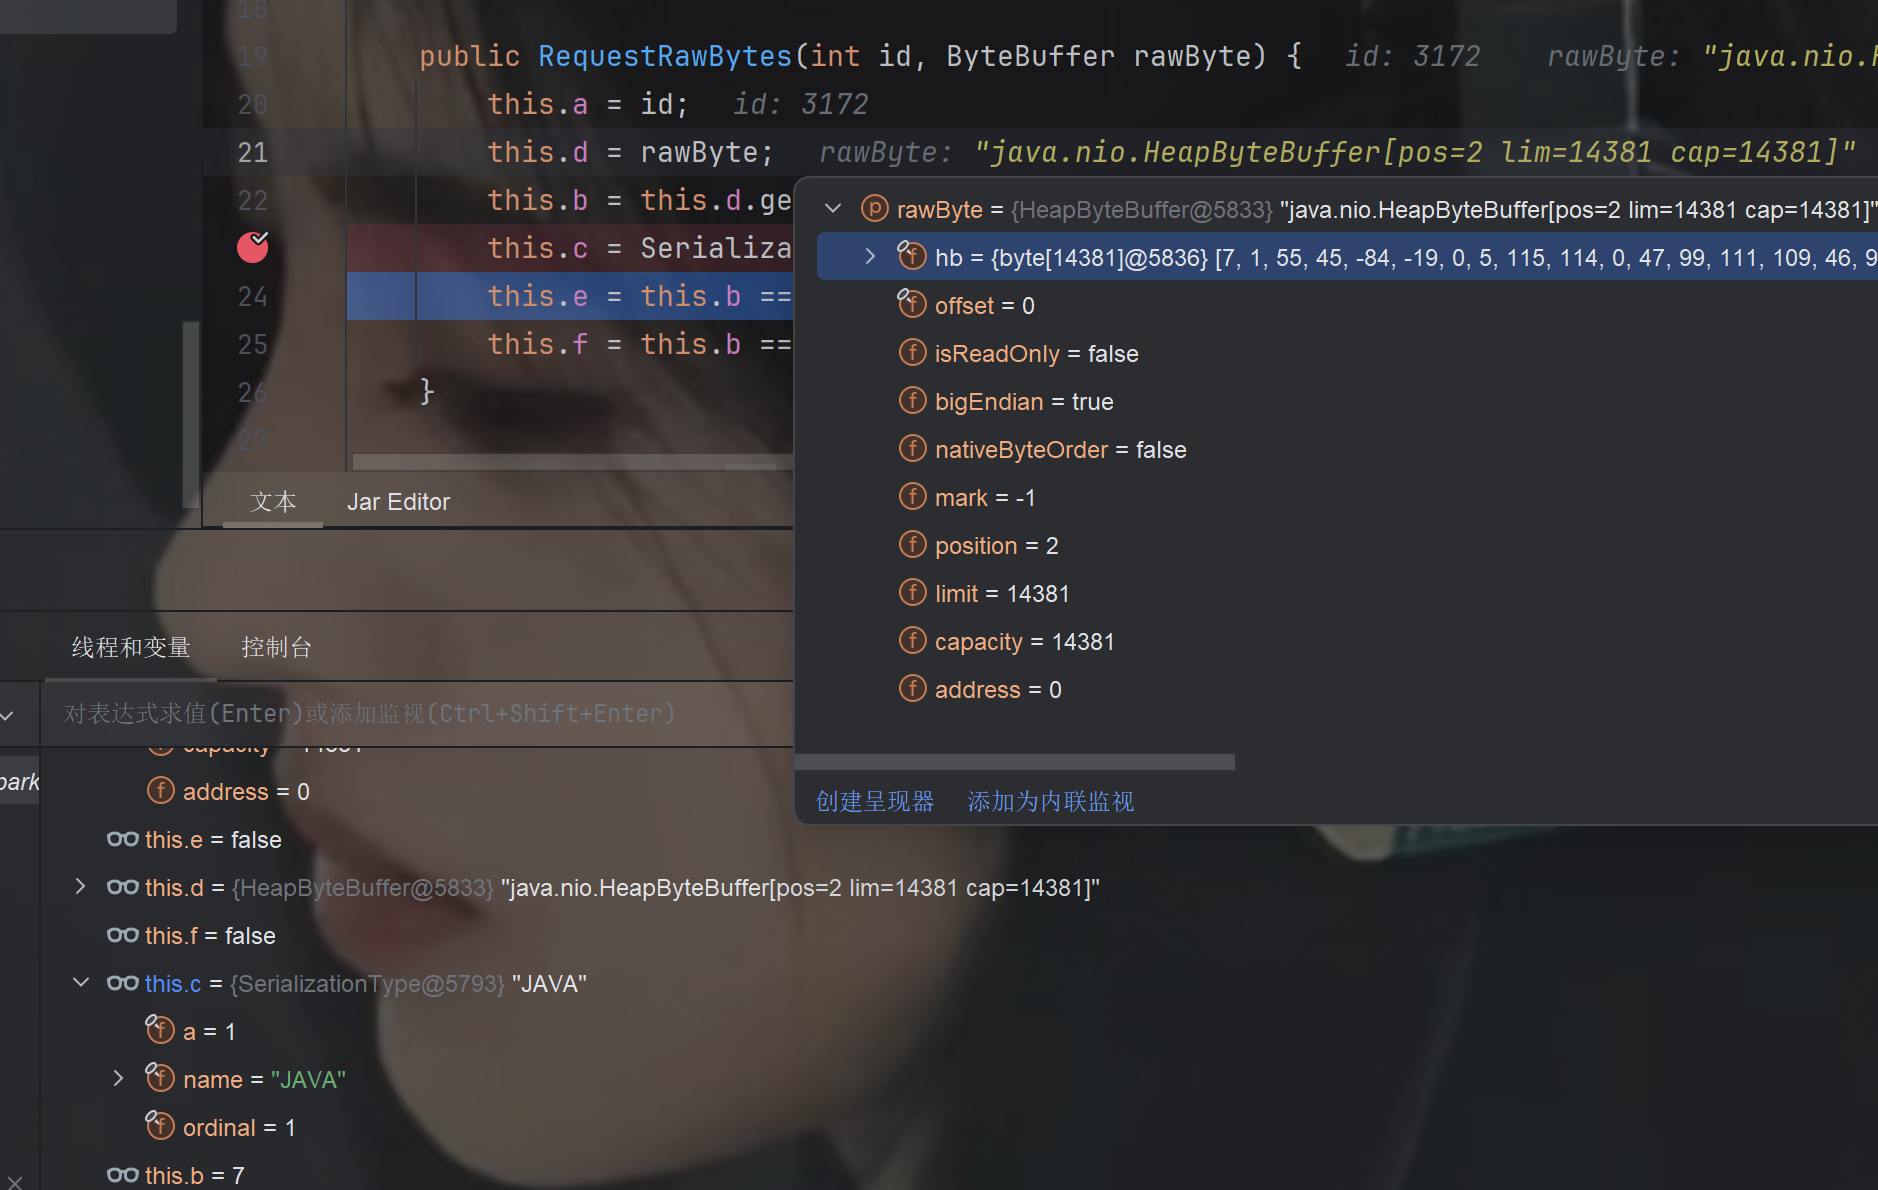 18
19 public RequestRawBytes(int id, ByteBuffer rawByte) { id: 3172 rawByte: "java.nio.H
20 this.a = id; id: 3172
21 this.d = rawByte; rawByte: "java.nio.HeapByteBuffer[pos=2 lim=14381 cap=14381]"
22 this.b = this.d.ge
this.c = Serializa
24 this.e = this.b ==
25 this.f = this.b ==
26 }
27
文本 Jar Editor
p rawByte = {HeapByteBuffer@5833} "java.nio.HeapByteBuffer[pos=2 lim=14381 cap=14381]"
f hb = {byte[14381]@5836} [7, 1, 55, 45, -84, -19, 0, 5, 115, 114, 0, 47, 99, 111, 109, 46, 9
f offset = 0
f isReadOnly = false
f bigEndian = true
f nativeByteOrder = false
f mark = -1
f position = 2
f limit = 14381
f capacity = 14381
f address = 0
创建呈现器 添加为内联监视
线程和变量 控制台
对表达式求值(Enter)或添加监视(Ctrl+Shift+Enter)
park
capacity = 14381
f address = 0
this.e = false
this.d = {HeapByteBuffer@5833} "java.nio.HeapByteBuffer[pos=2 lim=14381 cap=14381]"
this.f = false
this.c = {SerializationType@5793} "JAVA"
f a = 1
f name = "JAVA"
f ordinal = 1
this.b = 7